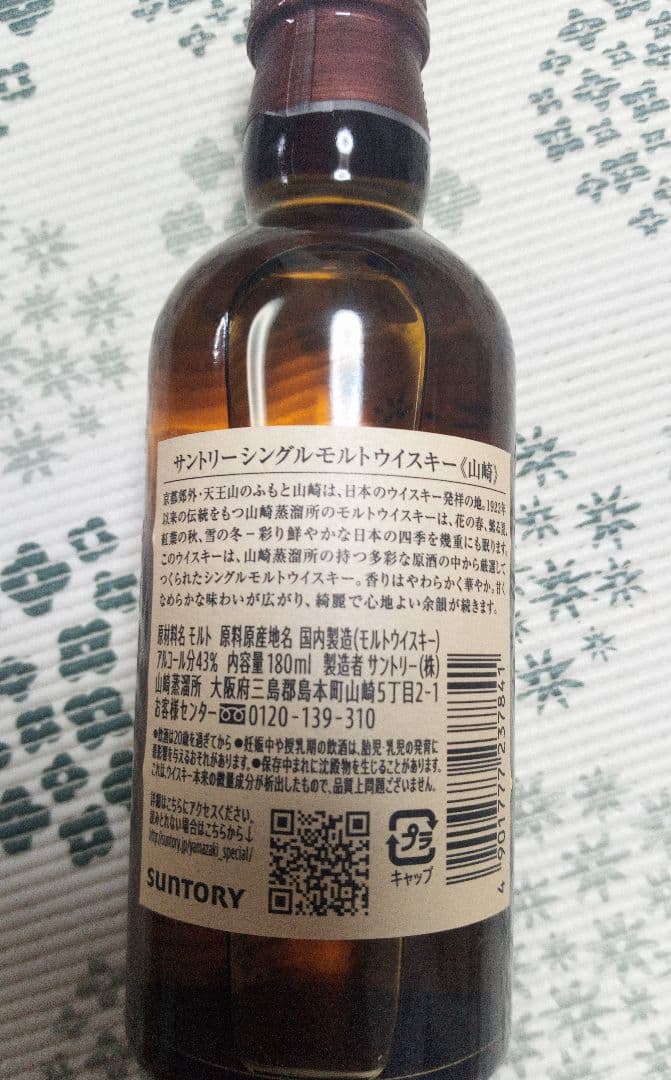 サントリーシングルモルトウイスキー《山崎》
京都郊外・天王山のふもと山崎は、日本のウイスキー発祥の地。1923年
以来の伝統をもつ山崎蒸溜所のモルトウイスキーは、花の春、繁る夏、
紅葉の秋、雪の冬－彩り鮮やかな日本の四季を幾重にも眠ります。
このウイスキーは、山崎蒸溜所の持つ多彩な原酒の中から厳選して
つくられたシングルモルトウイスキー。香りはやわらかく華やか。甘く
なめらかな味わいが広がり、綺麗で心地よい余韻が続きます。
原材料名 モルト 原料原産地名 国内製造(モルトウイスキー)
アルコール分43% 内容量 180ml 製造者 サントリー(株)
山崎蒸溜所 大阪府三島郡島本町山崎5丁目2-1
お客様センター 0120-139-310
●飲酒は20歳を過ぎてから ●妊娠中や授乳期の飲酒は、胎児・乳児の発育に
悪影響を与えるおそれがあります。●保存中まれに沈殿物を生じることがあります。
これは、ウイスキー本来の微量成分が析出したもので、品質上問題ございません。
詳細はこちらにアクセスください。
読みとれない場合はこちらから↓
http://suntory.jp/yamazaki_special/
SUNTORY
プラ
キャップ
4 901777 237841